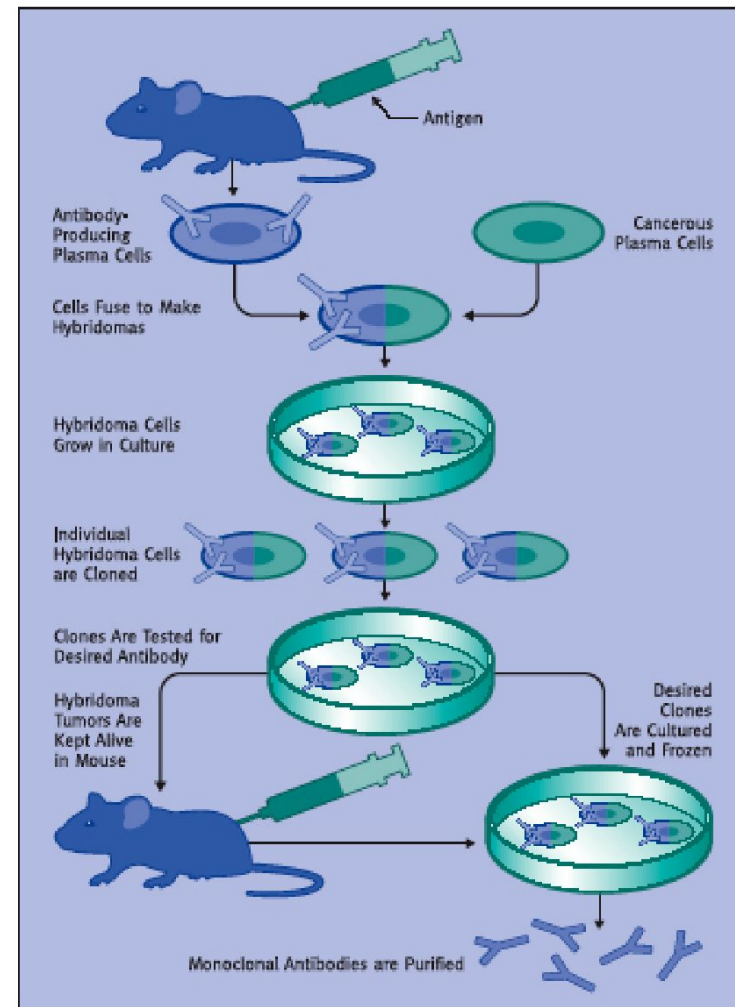 Antigen
Antibody-
Producing
Plasma Cells
Cancerous
Plasma Cells
Cells Fuse to Make
Hybridomas
Hybridoma Cells
Grow in Culture
Individual
Hybridoma Cells
are Cloned
Clones Are Tested for
Desired Antibody
Hybridoma
Tumors Are
Kept Alive
in Mouse
Desired
Clones
Are Cultured
and Frozen
Monoclonal Antibodies are Purified